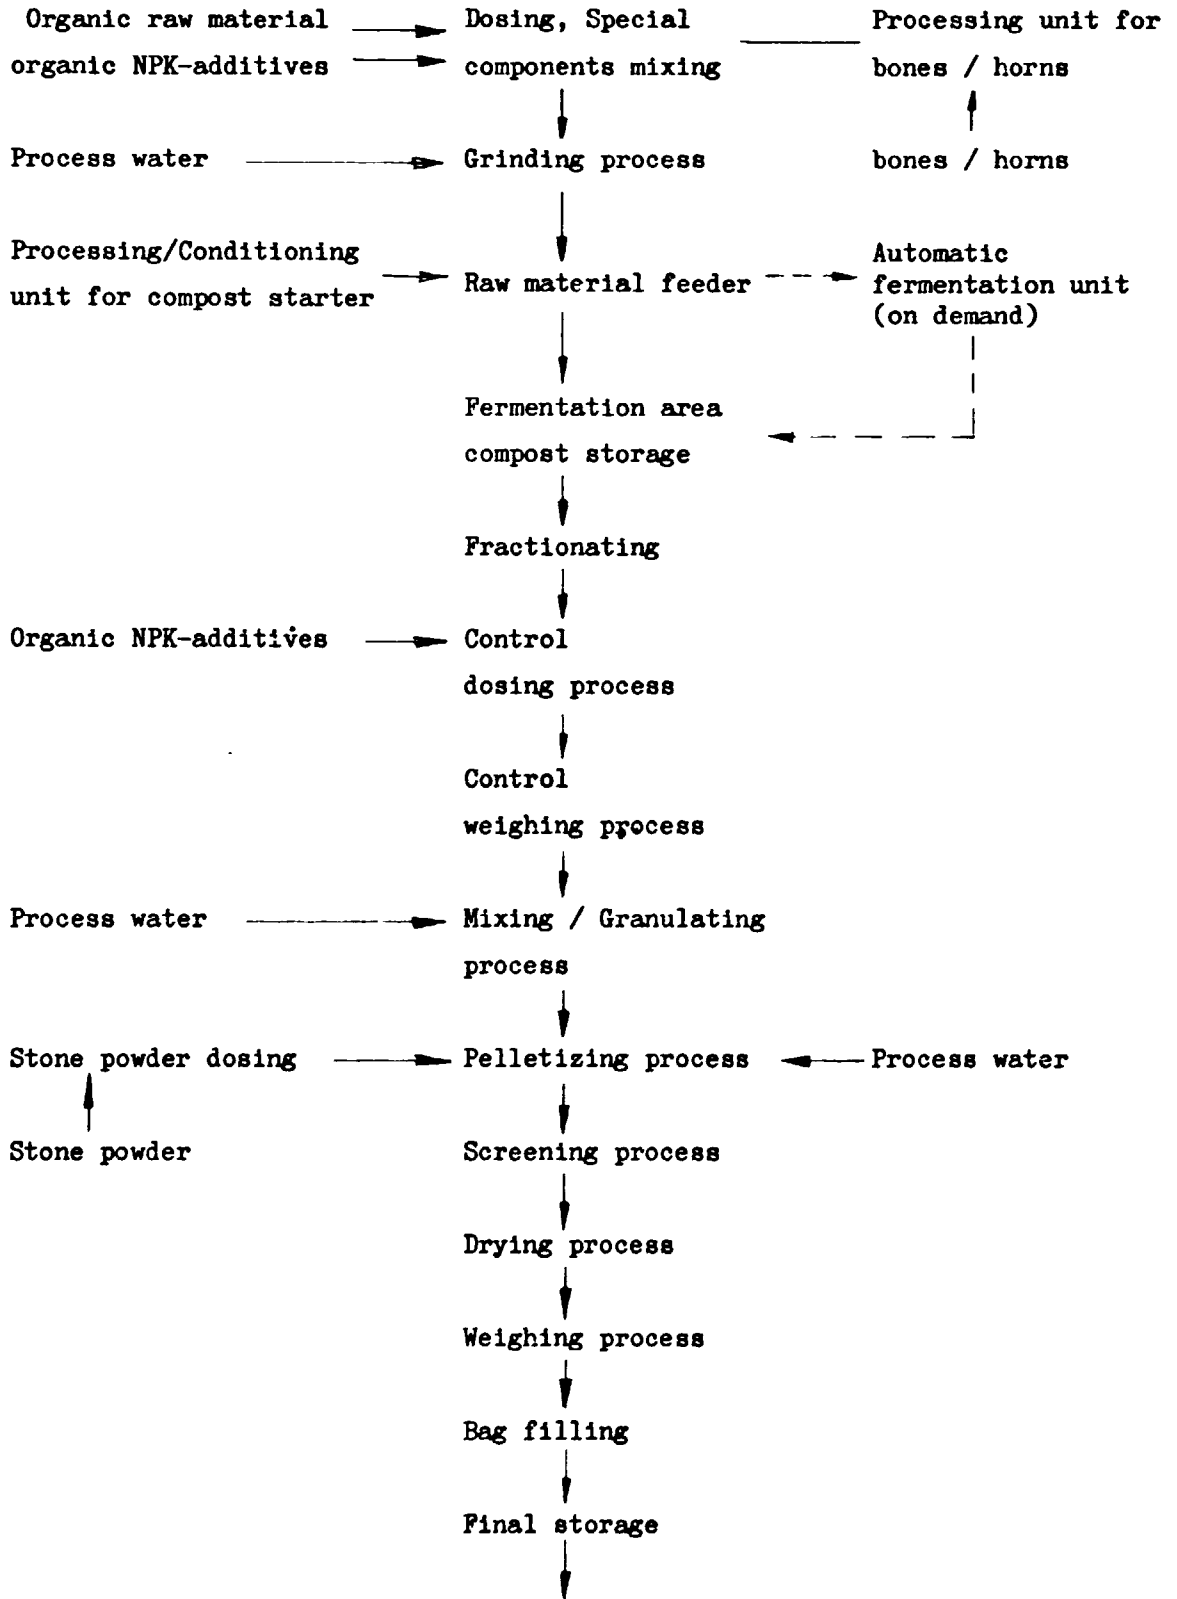 Organic raw material
Dosing, Special
Processing unit for
organic NPK-additives
components mixing
bones / horns
Process water
Grinding process
bones / horns
Processing/Conditioning
unit for compost starter
Raw material feeder
Automatic
fermentation unit
(on demand)
Fermentation area
compost storage
Fractionating
Organic NPK-additives
Control
dosing process
Control
weighing process
Process water
Mixing / Granulating
process
Stone powder dosing
Pelletizing process
Process water
Stone powder
Screening process
Drying process
Weighing process
Bag filling
Final storage